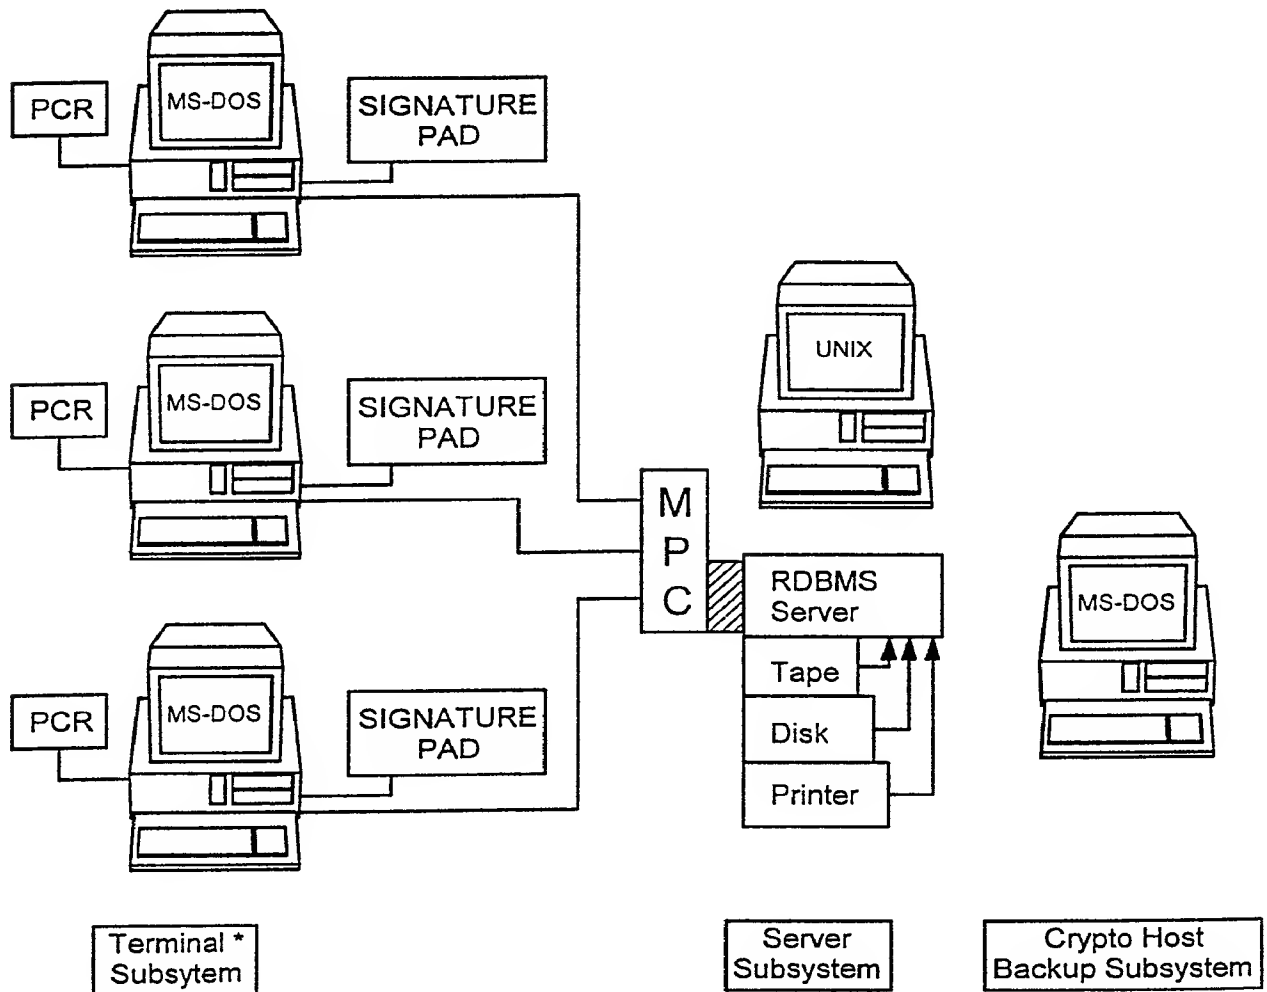 PCR
MS-DOS
SIGNATURE
PAD
PCR
MS-DOS
SIGNATURE
PAD
PCR
MS-DOS
SIGNATURE
PAD
M
P
C
UNIX
RDBMS
Server
Tape
Disk
Printer
MS-DOS
Terminal *
Subsytem
Server
Subsystem
Crypto Host
Backup Subsystem